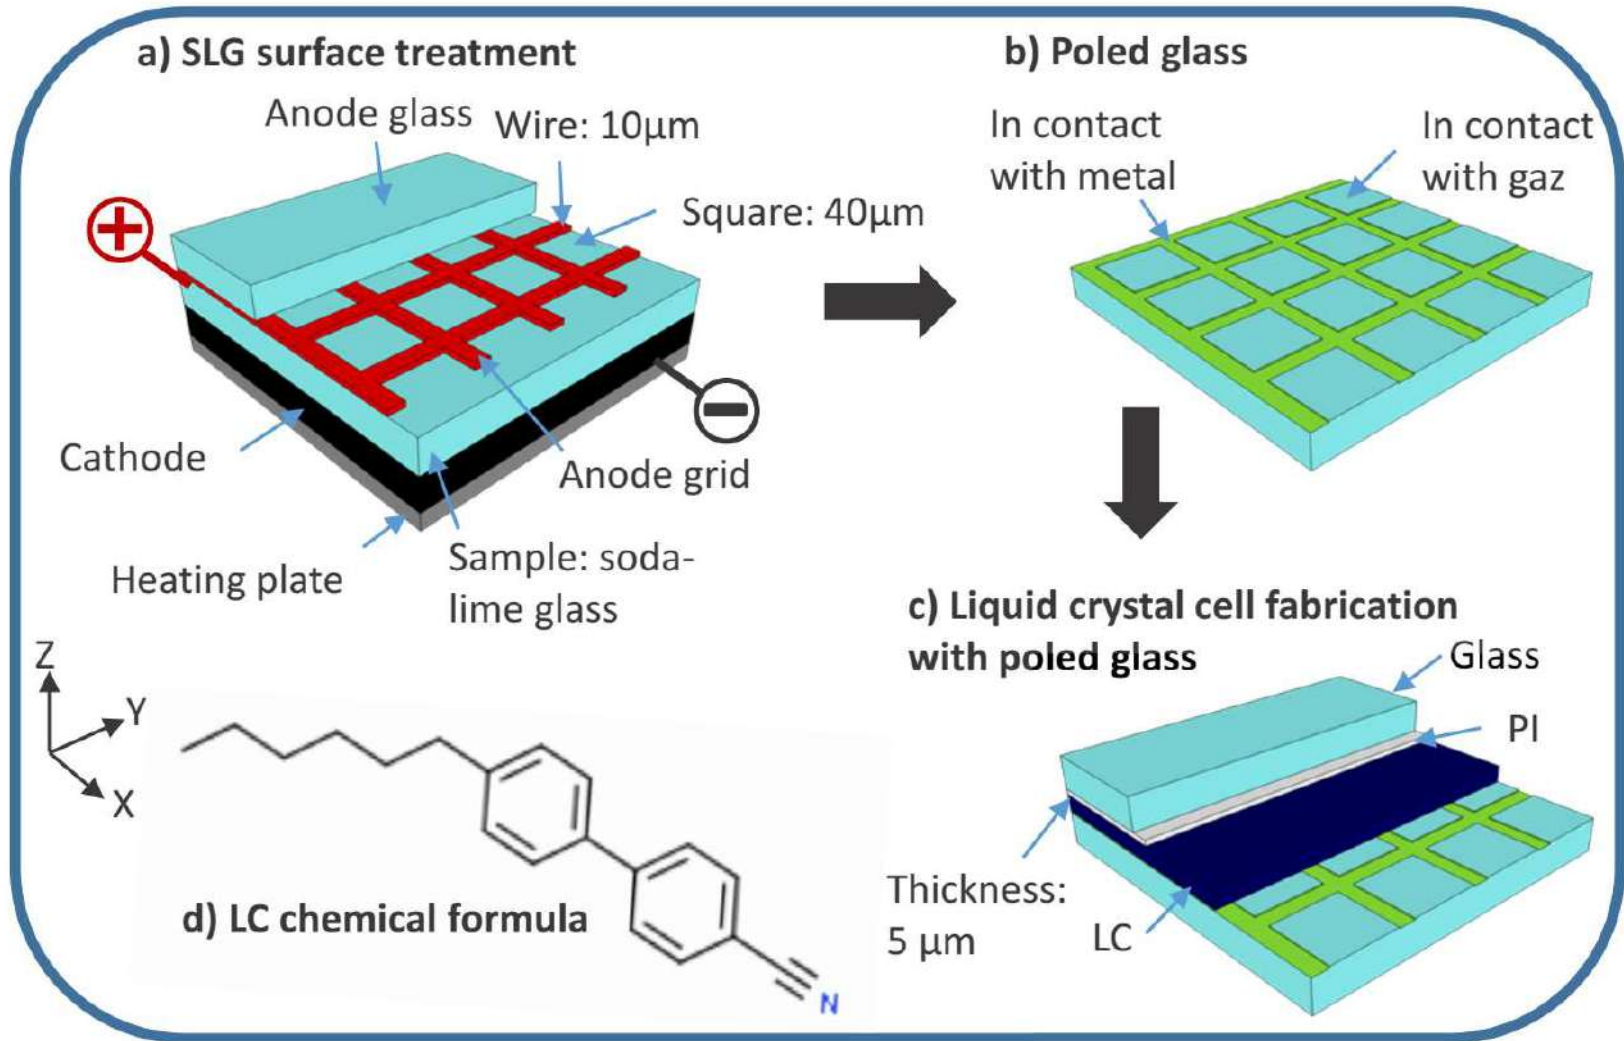 a) SLG surface treatment
Anode glass
Wire: 10μm
Square: 40μm
+
−
Cathode
Anode grid
Heating plate
Sample: soda-
lime glass
b) Poled glass
In contact
with metal
In contact
with gaz
c) Liquid crystal cell fabrication
with poled glass
Glass
PI
Thickness:
5 μm
LC
Z
Y
X
d) LC chemical formula
N